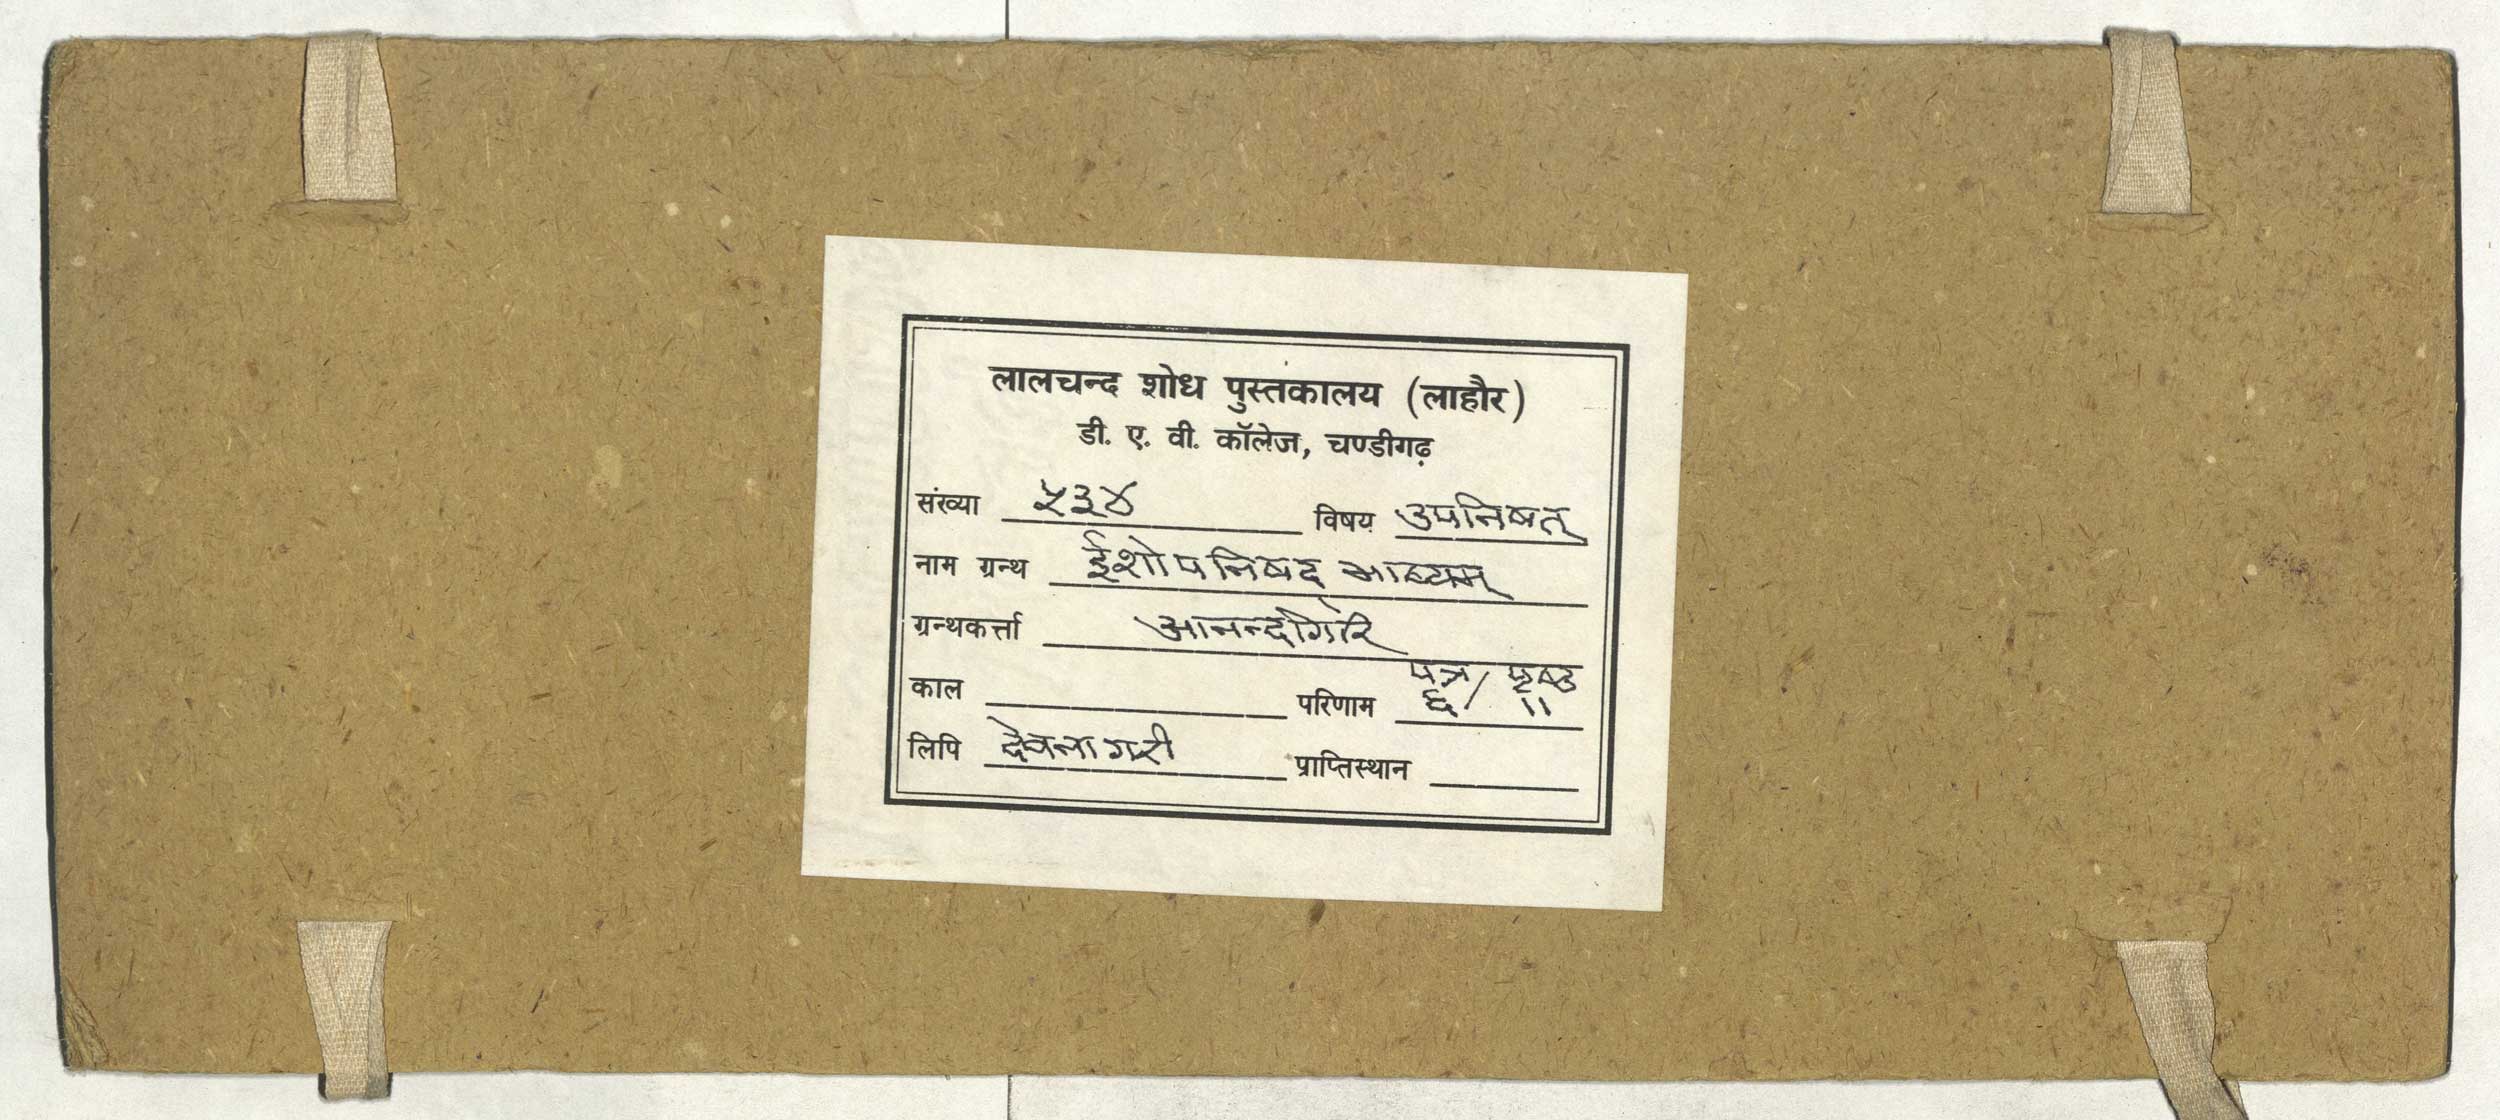 लालचन्द शोध पुस्तकालय (लाहौर)
डी. ए. वी. कॉलेज, चण्डीगढ़
संख्या ५३४ विषय उपनिषत्
नाम ग्रन्थ ईशोपनिषद् भाष्यम्
ग्रन्थकर्त्ता आनन्दगिरि
काल परिणाम पत्र ६/ पृष्ठ ११
लिपि देवनागरी प्राप्तिस्थान